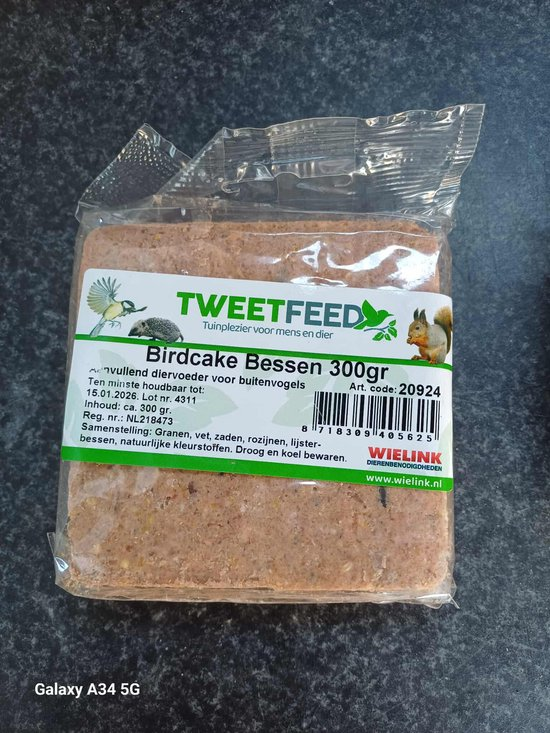 TWEETFEED
Tuinplezier voor mens en dier
Birdcake Bessen 300gr
Aanvullend diervoeder voor buitenvogels
Art. code: 20924
Ten minste houdbaar tot:
15.01.2026. Lot nr. 4311
Inhoud: ca. 300 gr.
Reg. nr.: NL218473
Samenstelling: Granen, vet, zaden, rozijnen, lijster-
bessen, natuurlijke kleurstoffen. Droog en koel bewaren.
8 718309 405625
WIELINK
DIERENBENODIGDHEDEN
www.wielink.nl
Galaxy A34 5G